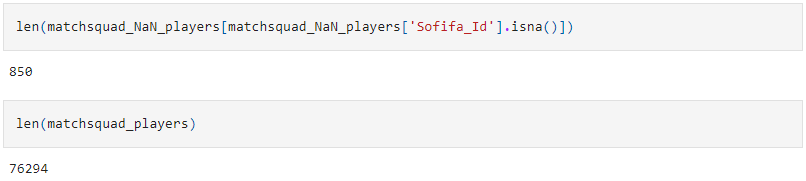 len(matchsquad_NaN_players[matchsquad_NaN_players['Sofifa_Id'].isna()])
850
len(matchsquad_players)
76294